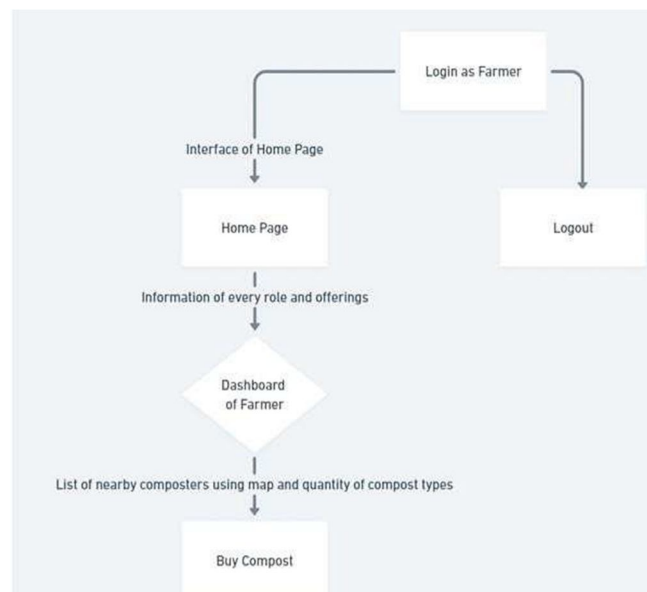 Login as Farmer
Interface of Home Page
Home Page
Logout
Information of every role and offerings
Dashboard
of Farmer
List of nearby composters using map and quantity of compost types
Buy Compost